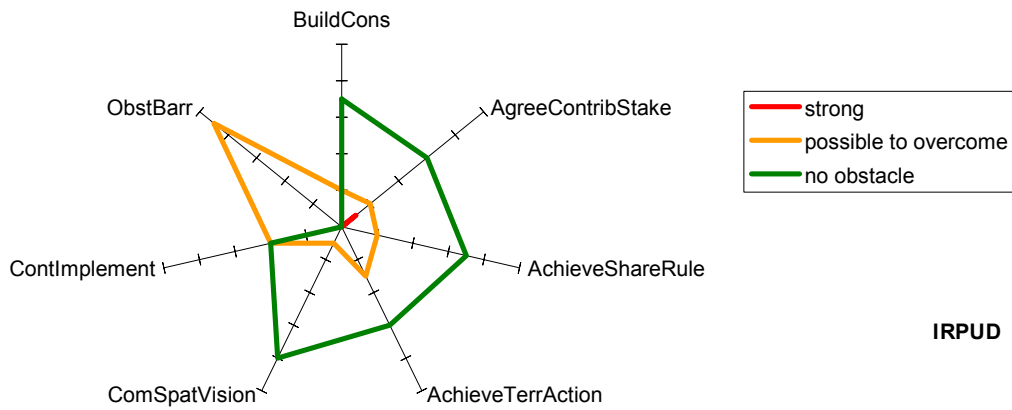 BuildCons
ObstBarr
AgreeContribStake
strong
possible to overcome
no obstacle
ContImplement
AchieveShareRule
IRPUD
ComSpatVision
AchieveTerrAction